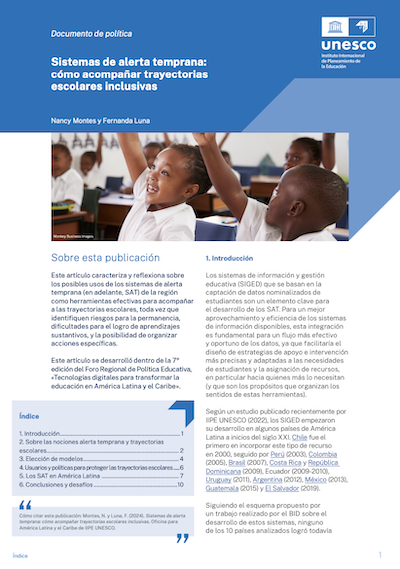 Documento de política
Sistemas de alerta temprana:
cómo acompañar trayectorias
escolares inclusivas
Nancy Montes y Fernanda Luna
unesco
Instituto Internacional
de Planeamiento de
la Educación
Monkey Business Images
Sobre esta publicación
Este artículo caracteriza y reflexiona sobre
los posibles usos de los sistemas de alerta
temprana (en adelante, SAT) de la región
como herramientas efectivas para acompañar
a las trayectorias escolares, toda vez que
identifiquen riesgos para la permanencia,
dificultades para el logro de aprendizajes
sustantivos, y la posibilidad de organizar
acciones específicas.
Este artículo se desarrolló dentro de la 7°
edición del Foro Regional de Política Educativa,
«Tecnologías digitales para transformar la
educación en América Latina y el Caribe».
Índice
1. Introducción 1
2. Sobre las nociones alerta temprana y trayectorias
escolares 2
3. Elección de modelos 4
4. Usuarios y políticas para proteger las trayectorias escolares 6
5. Los SAT en América Latina 7
6. Conclusiones y desafíos 10
Cómo citar esta publicación: Montes, N. y Luna, F. (2024). Sistemas de
alerta temprana: cómo acompañar trayectorias escolares inclusivas. Oficina para
América Latina y el Caribe de IIPE UNESCO.
1. Introducción
Los sistemas de información y gestión
educativa (SIGED) que se basan en la
captación de datos nominalizados de
estudiantes son un elemento clave para
el desarrollo de los SAT. Para un mejor
aprovechamiento y eficiencia de los sistemas
de información disponibles, esta integración
es fundamental para un flujo más efectivo
y oportuno de los datos, ya que facilitaría el
diseño de estrategias de apoyo e intervención
más precisas y adaptadas a las necesidades
de estudiantes y la asignación de recursos,
en particular hacia quienes más lo necesitan
(y que son los propósitos que organizan los
sentidos de estas herramientas).
Según un estudio publicado recientemente por
IIPE UNESCO (2022), los SIGED empezaron
su desarrollo en algunos países de América
Latina a inicios del siglo XXI. Chile fue el
primero en incorporar este tipo de recurso
en 2000, seguido por Perú (2003), Colombia
(2005), Brasil (2007), Costa Rica y República
Dominicana (2009), Ecuador (2009-2010),
Uruguay (2011), Argentina (2012), México (2013),
Guatemala (2015) y El Salvador (2019).
Siguiendo el esquema propuesto por
un trabajo realizado por el BID sobre el
desarrollo de estos sistemas, ninguno
de los 10 países analizados logró todavía
Índice
1